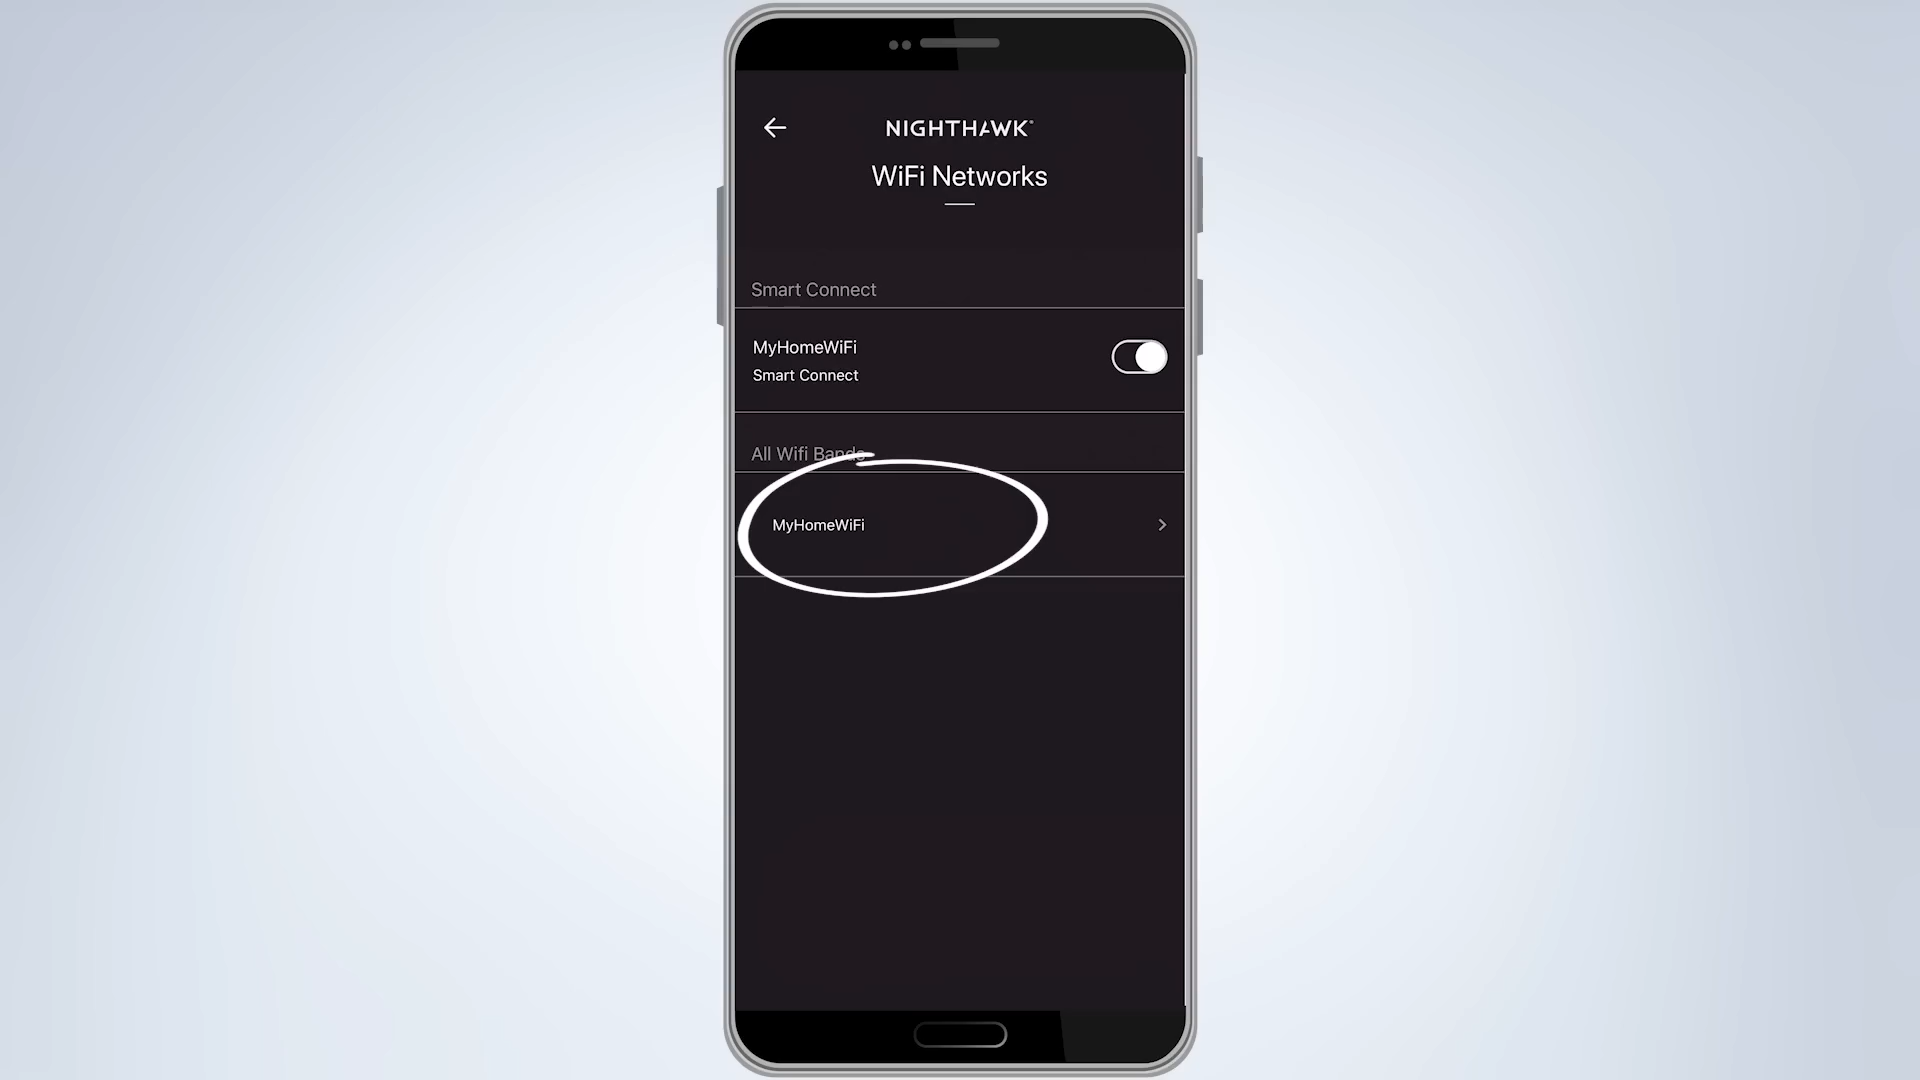 NIGHTHAWK
WiFi Networks
Smart Connect
MyHomeWiFi
Smart Connect
All Wifi Bands
MyHomeWiFi